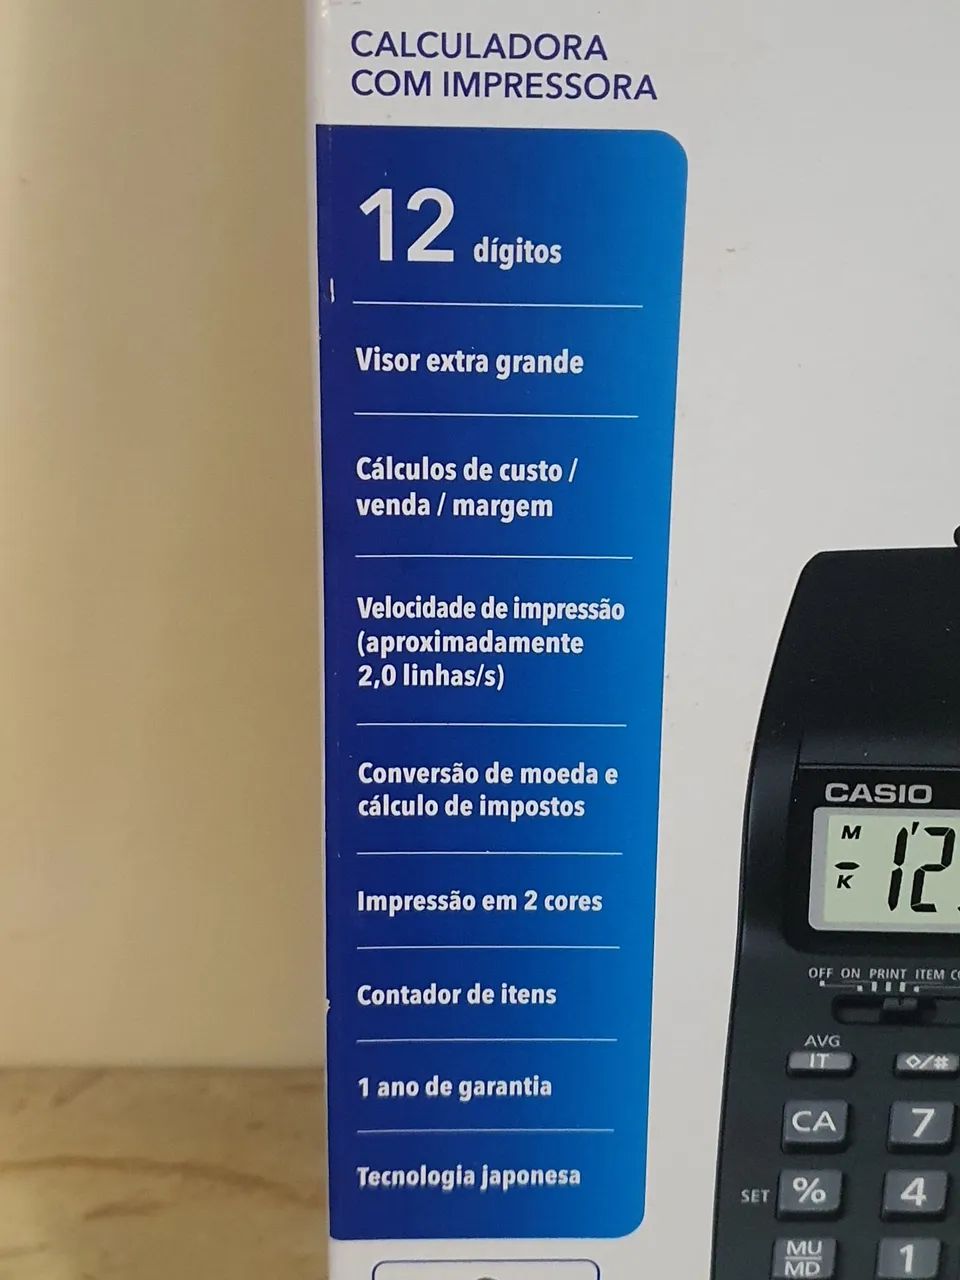 CALCULADORA
COM IMPRESSORA
12 dígitos
Visor extra grande
Cálculos de custo /
venda / margem
Velocidade de impressão
(aproximadamente
2,0 linhas/s)
Conversão de moeda e
cálculo de impostos
Impressão em 2 cores
Contador de itens
1 ano de garantia
Tecnologia japonesa
CASIO
M
K
1'2
OFF ON PRINT ITEM
AVG
IT
◇/#
CA
7
SET
%
4
MU
MD
1